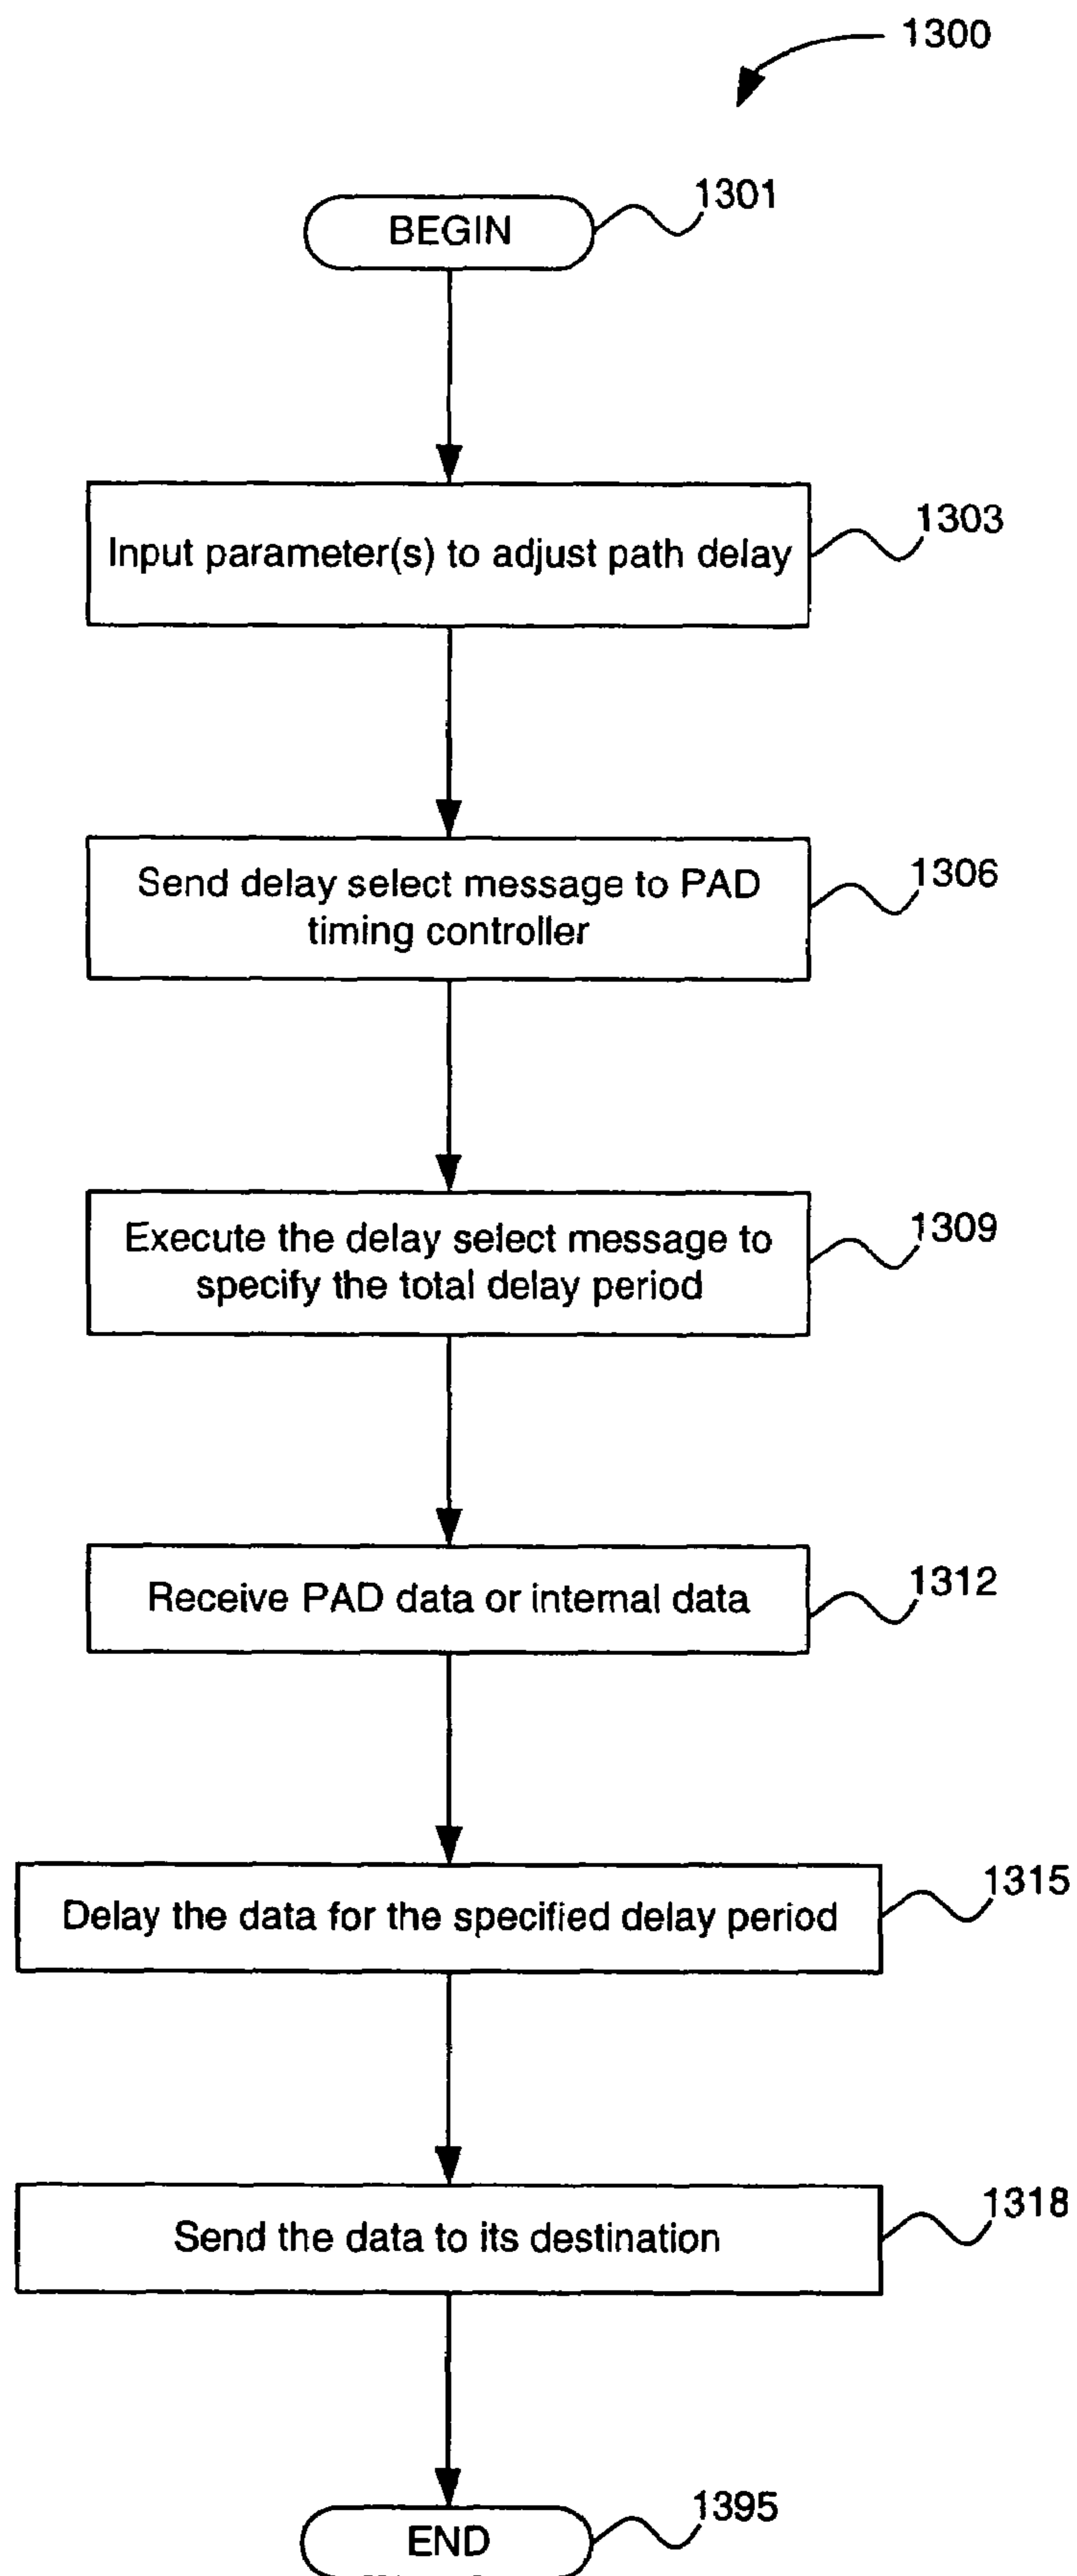 1300
BEGIN
1301
Input parameter(s) to adjust path delay
1303
Send delay select message to PAD
timing controller
1306
Execute the delay select message to
specify the total delay period
1309
Receive PAD data or internal data
1312
Delay the data for the specified delay period
1315
Send the data to its destination
1318
END
1395